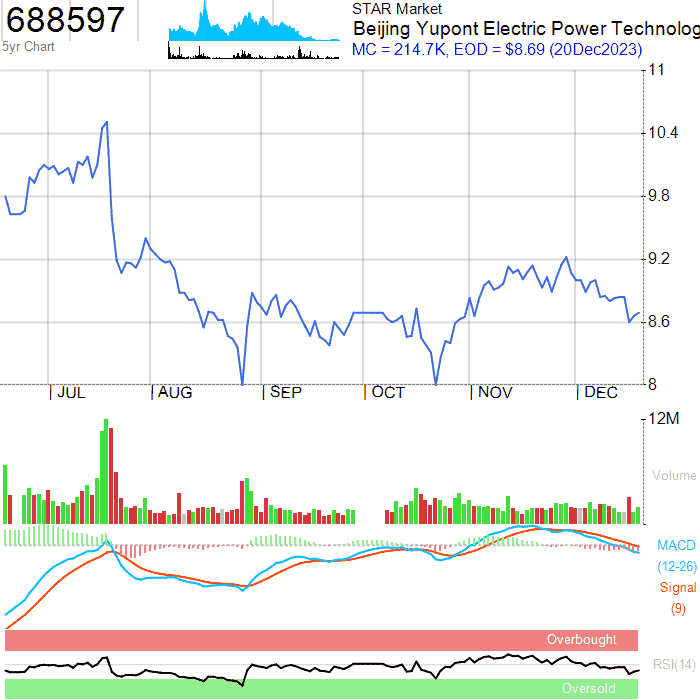 688597
5yr Chart
STAR Market
Beijing Yupont Electric Power Technolog
MC = 214.7K, EOD = $8.69 (20Dec2023)
11
10.4
9.8
9.2
8.6
8
JUL AUG SEP OCT NOV DEC
12M
Volume
MACD
(12-26)
Signal
(9)
Overbought
RSI(14)
Oversold